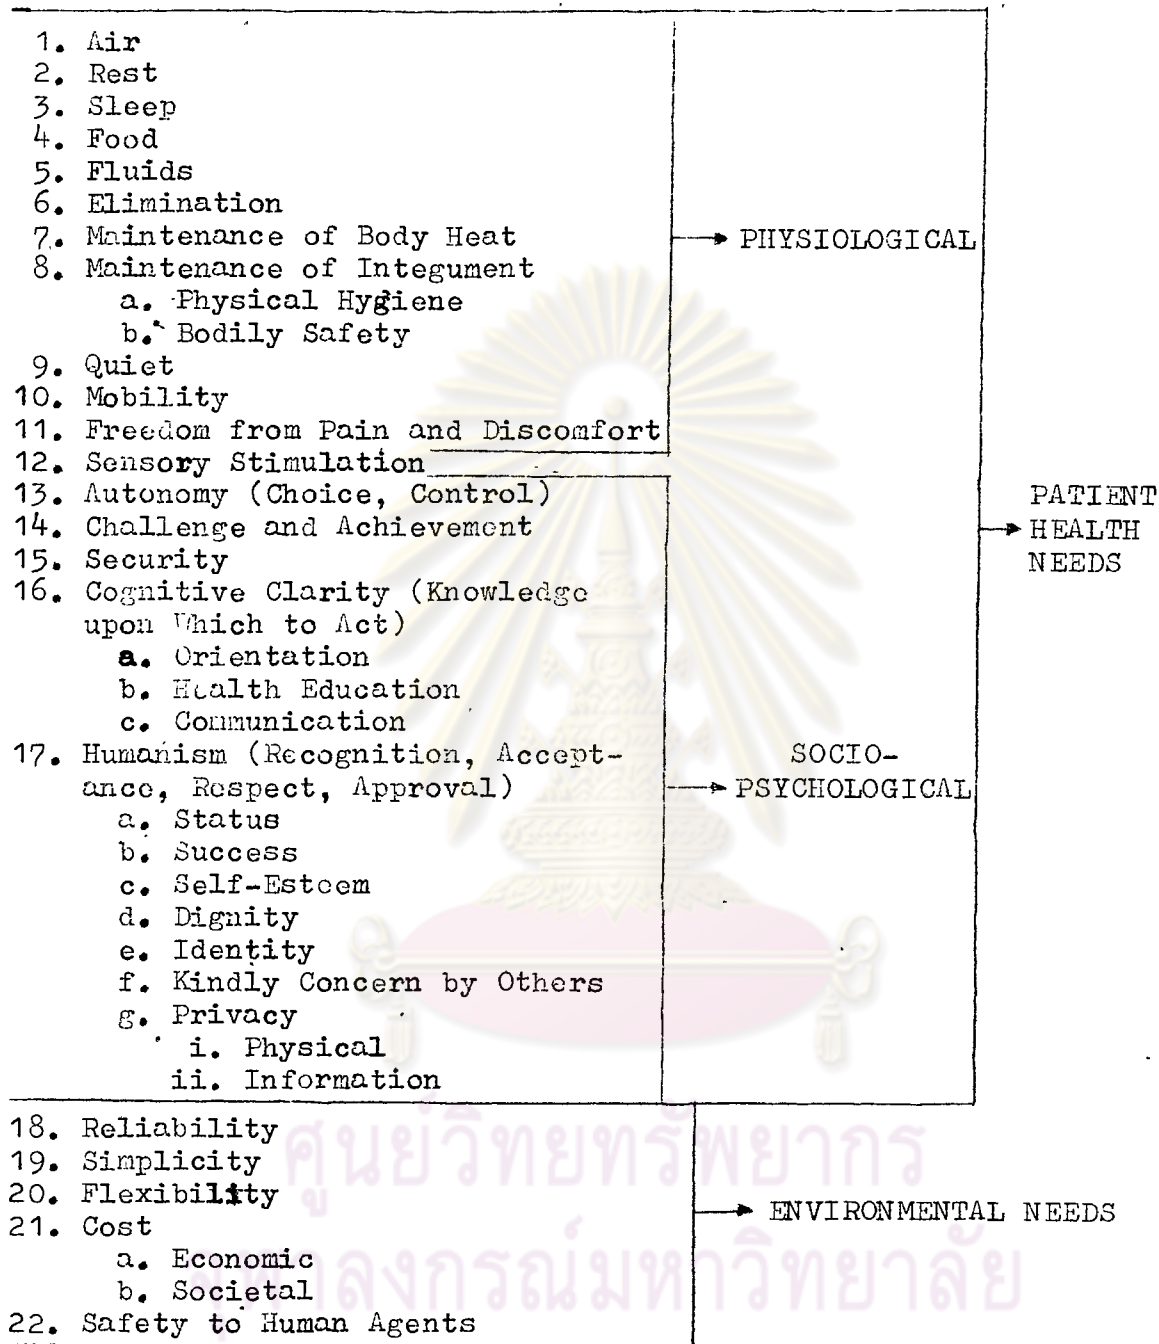 1. Air
2. Rest
3. Sleep
4. Food
5. Fluids
6. Elimination
7. Maintenance of Body Heat
PHYSIOLOGICAL
8. Maintenance of Integument
a. Physical Hygiene
b. Bodily Safety
9. Quiet
10. Mobility
11. Freedom from Pain and Discomfort
12. Sensory Stimulation
13. Autonomy (Choice, Control)
14. Challenge and Achievement
15. Security
16. Cognitive Clarity (Knowledge
upon Which to Act)
a. Orientation
b. Health Education
c. Communication
PATIENT
HEALTH
NEEDS
17. Humanism (Recognition, Accept-
ance, Respect, Approval)
SOCIO-
PSYCHOLOGICAL
a. Status
b. Success
c. Self-Esteem
d. Dignity
e. Identity
f. Kindly Concern by Others
g. Privacy
i. Physical
ii. Information
18. Reliability
19. Simplicity
20. Flexibility
21. Cost
ENVIRONMENTAL NEEDS
a. Economic
b. Societal
22. Safety to Human Agents
ศูนย์วิทยทรัพยากร
จุฬาลงกรณ์มหาวิทยาลัย